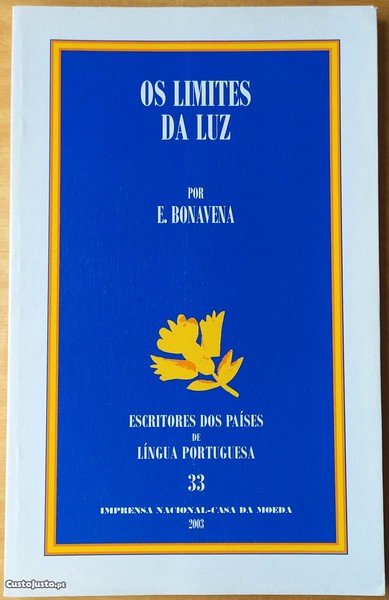 OS LIMITES
DA LUZ
POR
E. BONAVENA
ESCRITORES DOS PAÍSES
DE
LÍNGUA PORTUGUESA
33
IMPRENSA NACIONAL-CASA DA MOEDA
2003
CustoJusto.pt